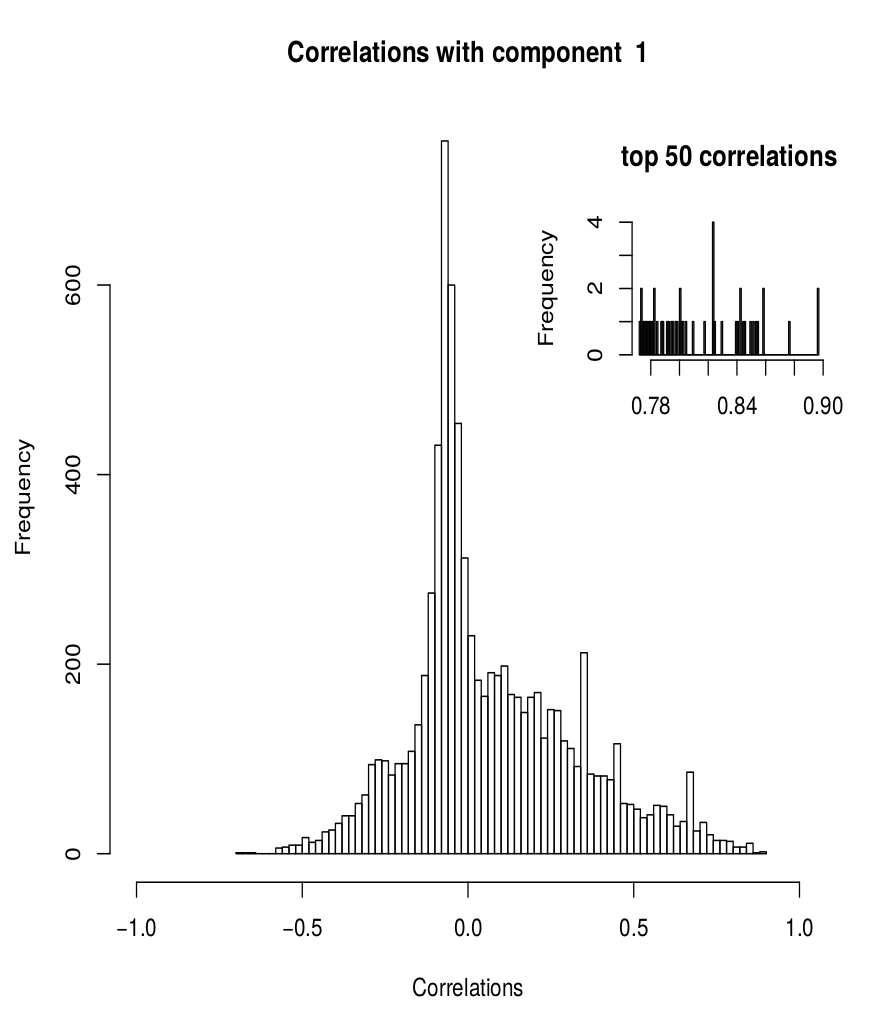 Correlations with component 1
top 50 correlations
Frequency
0 2 4
0.78 0.84 0.90
Frequency
0 200 400 600
−1.0 −0.5 0.0 0.5 1.0
Correlations